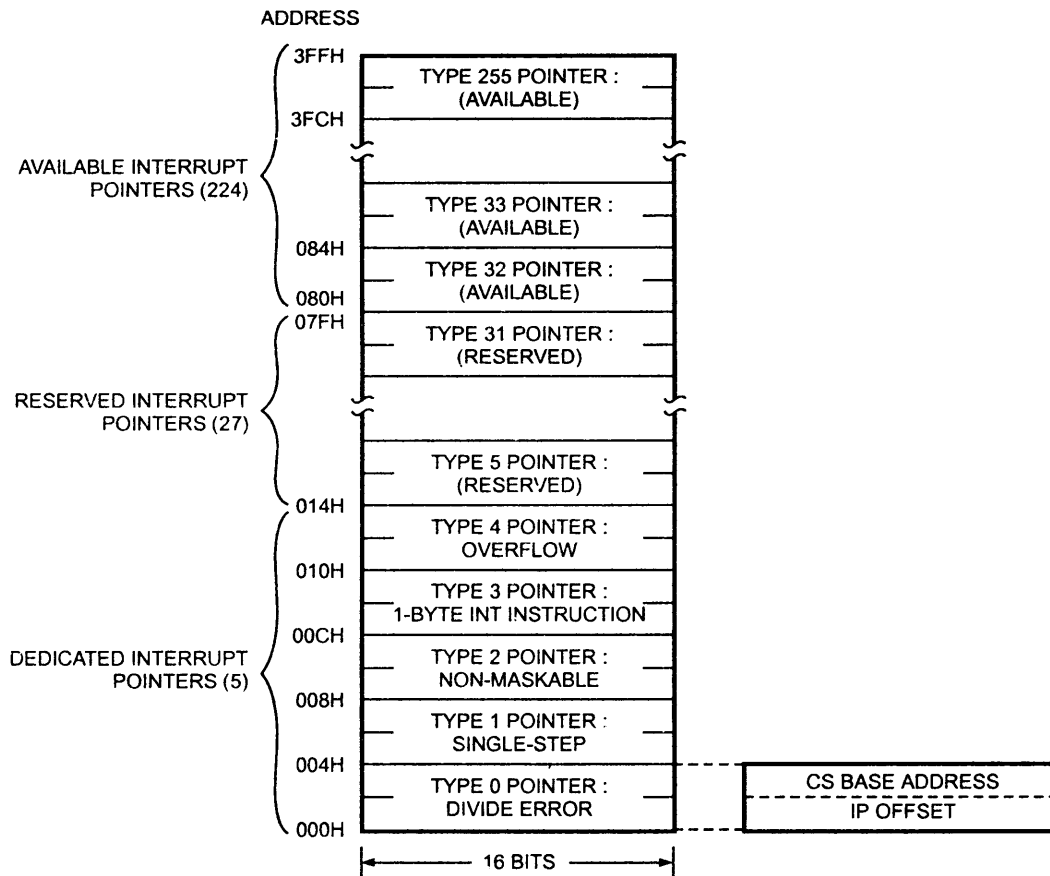 ADDRESS
3FFH
TYPE 255 POINTER :
(AVAILABLE)
3FCH
AVAILABLE INTERRUPT
POINTERS (224)
TYPE 33 POINTER :
(AVAILABLE)
084H
TYPE 32 POINTER :
(AVAILABLE)
080H
07FH
TYPE 31 POINTER :
(RESERVED)
RESERVED INTERRUPT
POINTERS (27)
TYPE 5 POINTER :
(RESERVED)
014H
TYPE 4 POINTER :
OVERFLOW
010H
TYPE 3 POINTER :
1-BYTE INT INSTRUCTION
00CH
DEDICATED INTERRUPT
POINTERS (5)
TYPE 2 POINTER :
NON-MASKABLE
008H
TYPE 1 POINTER :
SINGLE-STEP
004H
TYPE 0 POINTER :
DIVIDE ERROR
000H
CS BASE ADDRESS
IP OFFSET
16 BITS